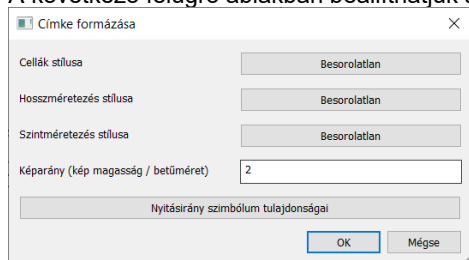 Címke formázása
Cellák stílusa
Besorolatlan
Hosszméretezés stílusa
Besorolatlan
Szintméretezés stílusa
Besorolatlan
Képarány (kép magasság / betűméret)
2
Nyitásirány szimbólum tulajdonságai
OK
Mégse